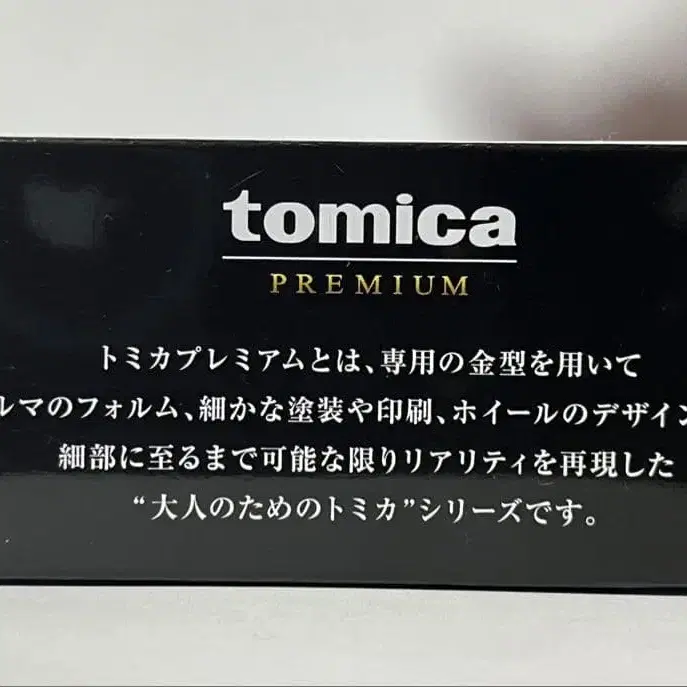 tomica
PREMIUM
トミカプレミアムとは、専用の金型を用いて
ルマのフォルム、細かな塗装や印刷、ホイールのデザイン
細部に至るまで可能な限りリアリティを再現した
“大人のためのトミカ”シリーズです。